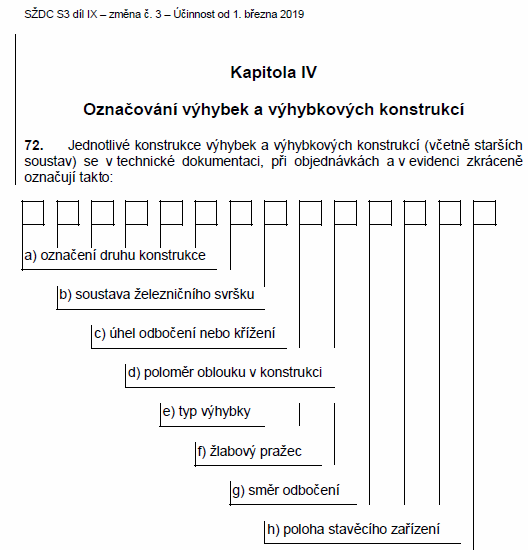 SŽDC S3 díl IX – změna č. 3 – Účinnost od 1. března 2019
Kapitola IV
Označování výhybek a výhybkových konstrukcí
72. Jednotlivé konstrukce výhybek a výhybkových konstrukcí (včetně starších
soustav) se v technické dokumentaci, při objednávkách a v evidenci zkráceně
označují takto:
a) označení druhu konstrukce
b) soustava železničního svršku
c) úhel odbočení nebo křížení
d) poloměr oblouku v konstrukci
e) typ výhybky
f) žlabový pražec
g) směr odbočení
h) poloha stavěcího zařízení